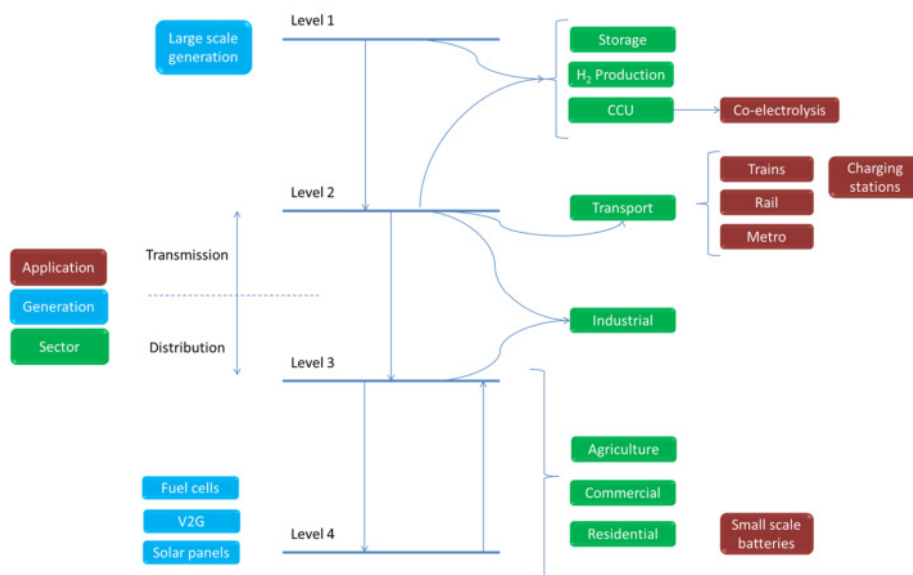 Level 1
Large scale
generation
Storage
H₂ Production
CCU
Co-electrolysis
Level 2
Transport
Trains
Rail
Metro
Charging
stations
Transmission
Application
Generation
Sector
Distribution
Industrial
Level 3
Agriculture
Commercial
Residential
Small scale
batteries
Fuel cells
V2G
Solar panels
Level 4